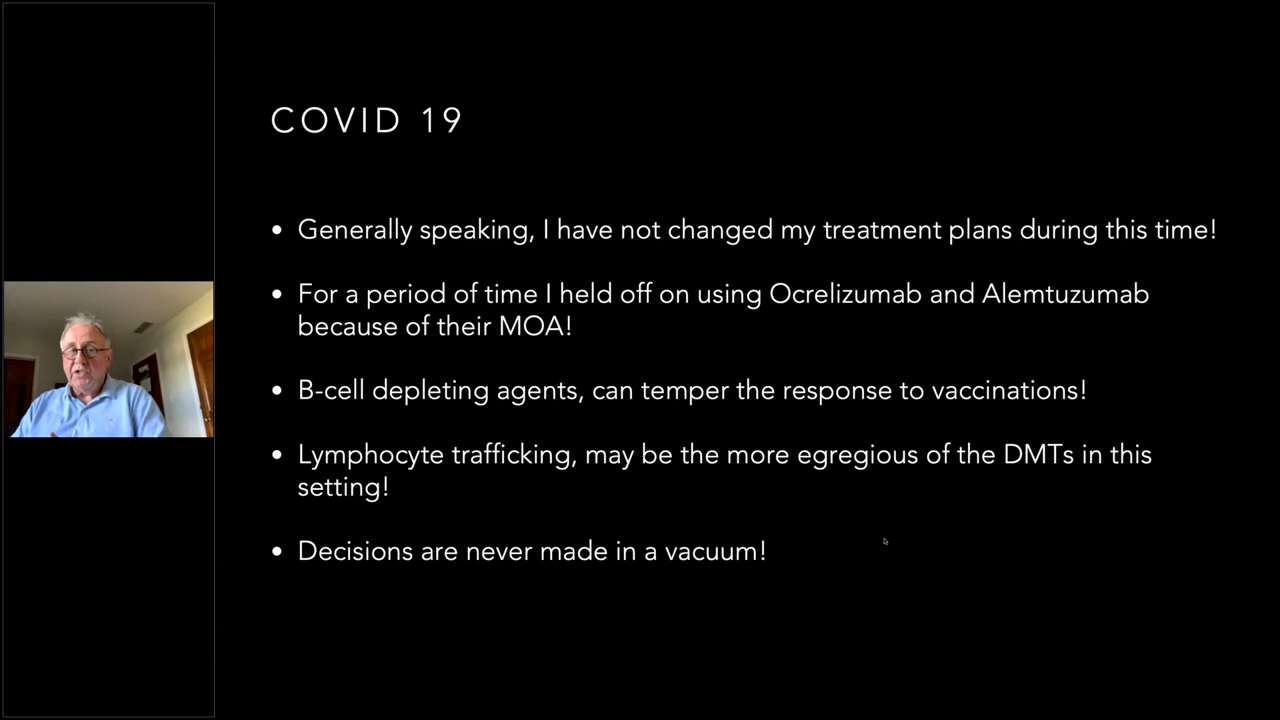 COVID 19
• Generally speaking, I have not changed my treatment plans during this time!
• For a period of time I held off on using Ocrelizumab and Alemtuzumab
because of their MOA!
• B-cell depleting agents, can temper the response to vaccinations!
• Lymphocyte trafficking, may be the more egregious of the DMTs in this
setting!
• Decisions are never made in a vacuum!